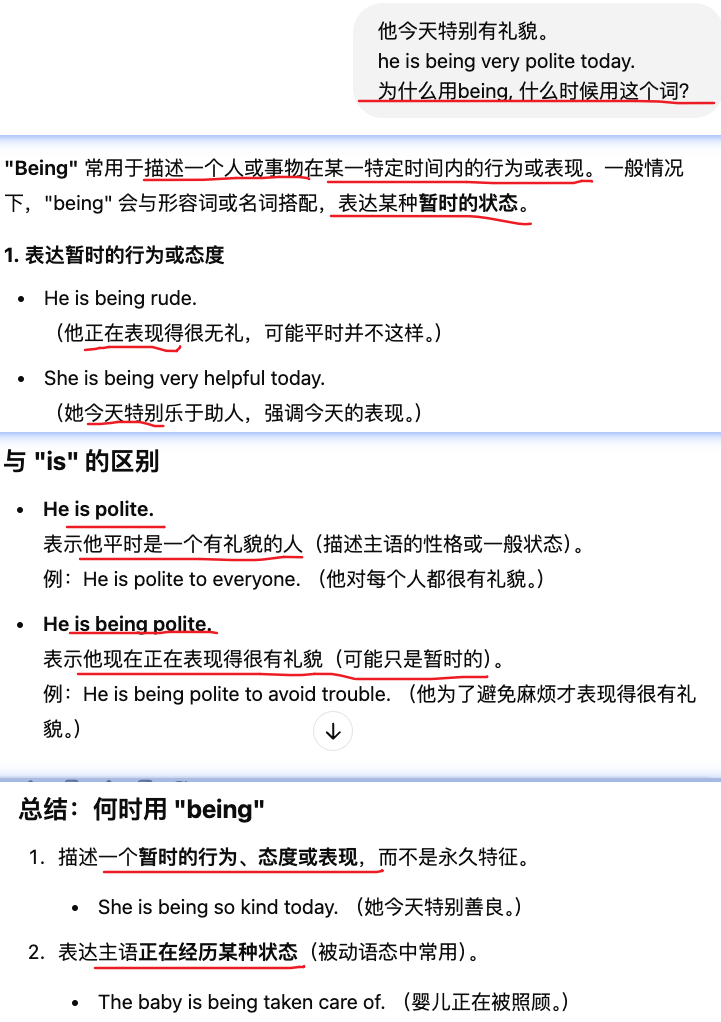 他今天特别有礼貌。
he is being very polite today.
为什么用being, 什么时候用这个词?
"Being" 常用于描述一个人或事物在某一特定时间内的行为或表现。一般情况
下，"being" 会与形容词或名词搭配，表达某种暂时的状态。
1. 表达暂时的行为或态度
• He is being rude.
（他正在表现得很无礼，可能平时并不这样。）
• She is being very helpful today.
（她今天特别乐于助人，强调今天的表现。）
与 "is" 的区别
• He is polite.
表示他平时是一个有礼貌的人（描述主语的性格或一般状态）。
例：He is polite to everyone. （他对每个人都很有礼貌。）
• He is being polite.
表示他现在正在表现得很有礼貌（可能只是暂时的）。
例：He is being polite to avoid trouble. （他为了避免麻烦才表现得很有礼
貌。）
总结：何时用 "being"
1. 描述一个暂时的行为、态度或表现，而不是永久特征。
• She is being so kind today. （她今天特别善良。）
2. 表达主语正在经历某种状态（被动语态中常用）。
• The baby is being taken care of. （婴儿正在被照顾。）